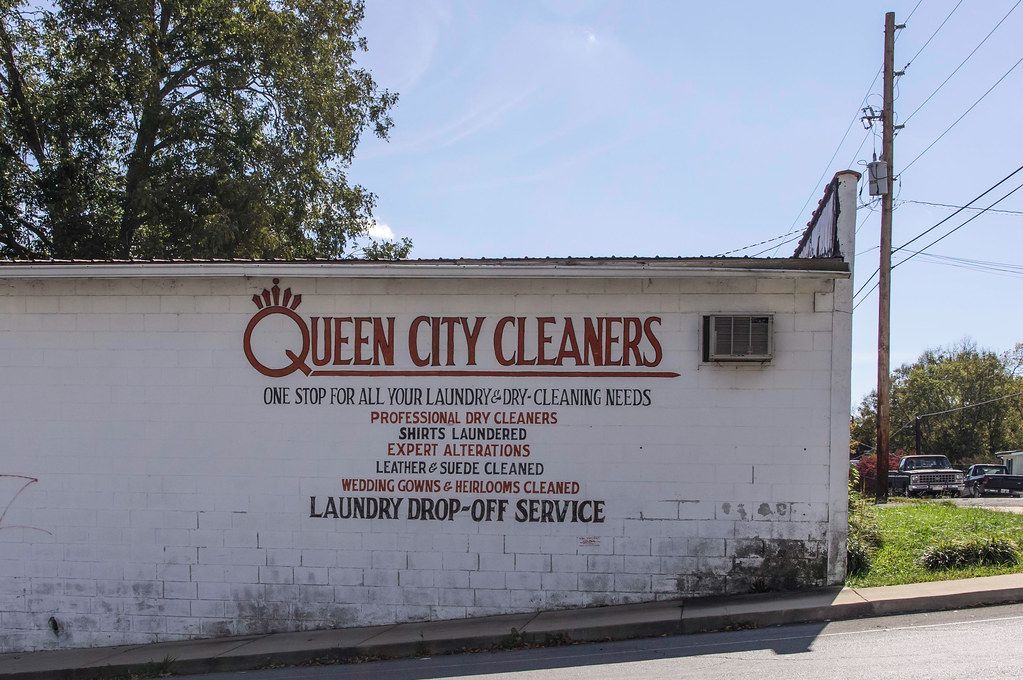 QUEEN CITY CLEANERS
ONE STOP FOR ALL YOUR LAUNDRY & DRY-CLEANING NEEDS
PROFESSIONAL DRY CLEANERS
SHIRTS LAUNDERED
EXPERT ALTERATIONS
LEATHER & SUEDE CLEANED
WEDDING GOWNS & HEIRLOOMS CLEANED
LAUNDRY DROP-OFF SERVICE